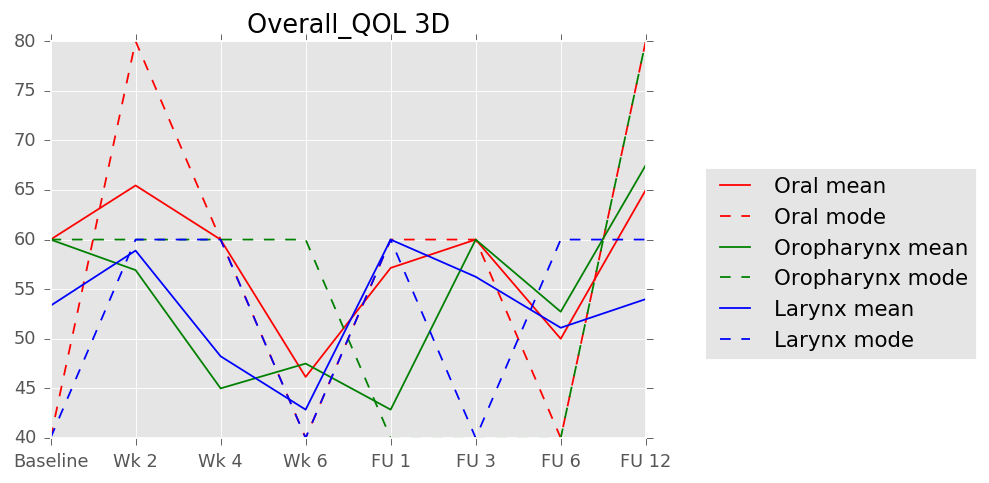 Overall_QOL 3D
80
75
70
65
60
55
50
45
40
Baseline Wk 2 Wk 4 Wk 6 FU 1 FU 3 FU 6 FU 12
Oral mean
Oral mode
Oropharynx mean
Oropharynx mode
Larynx mean
Larynx mode